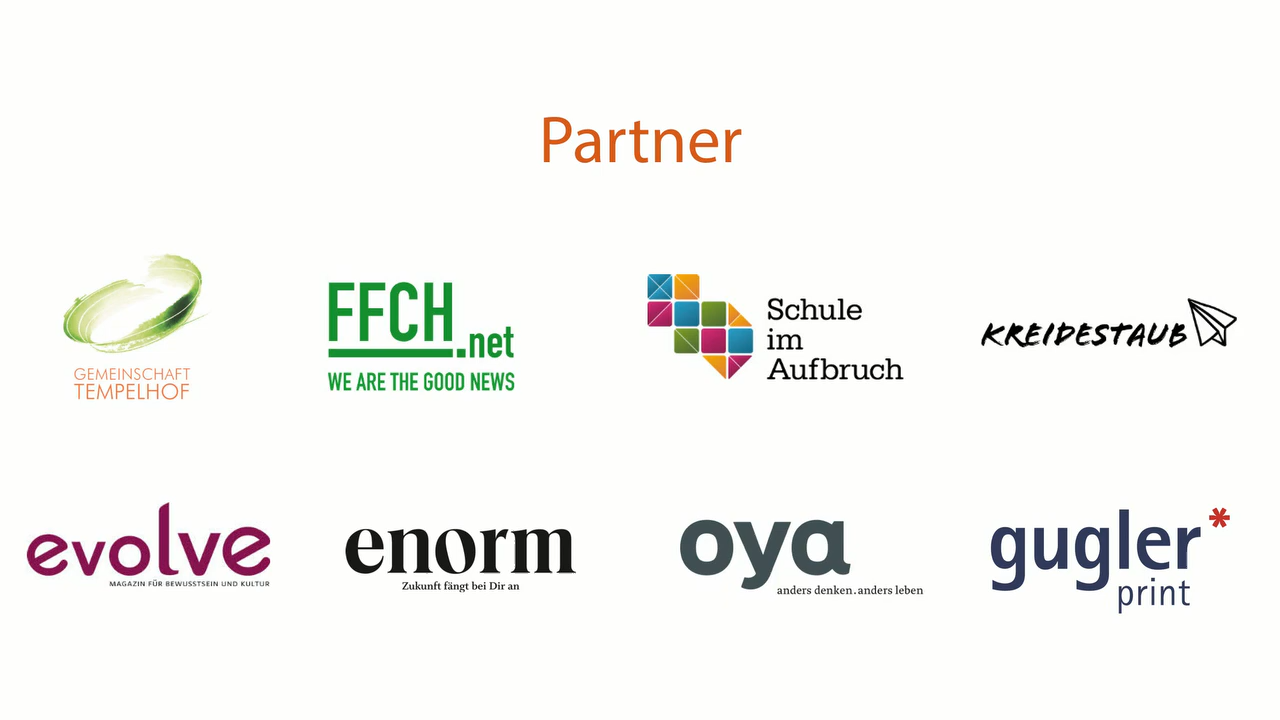 Partner
GEMEINSCHAFT
TEMPELHOF
FFCH.net
WE ARE THE GOOD NEWS
Schule
im
Aufbruch
KREIDESTAUB
evolve
MAGAZIN FÜR BEWUSSTSEIN UND KULTUR
enorm
Zukunft fängt bei Dir an
oya
anders denken.anders leben
gugler*
print